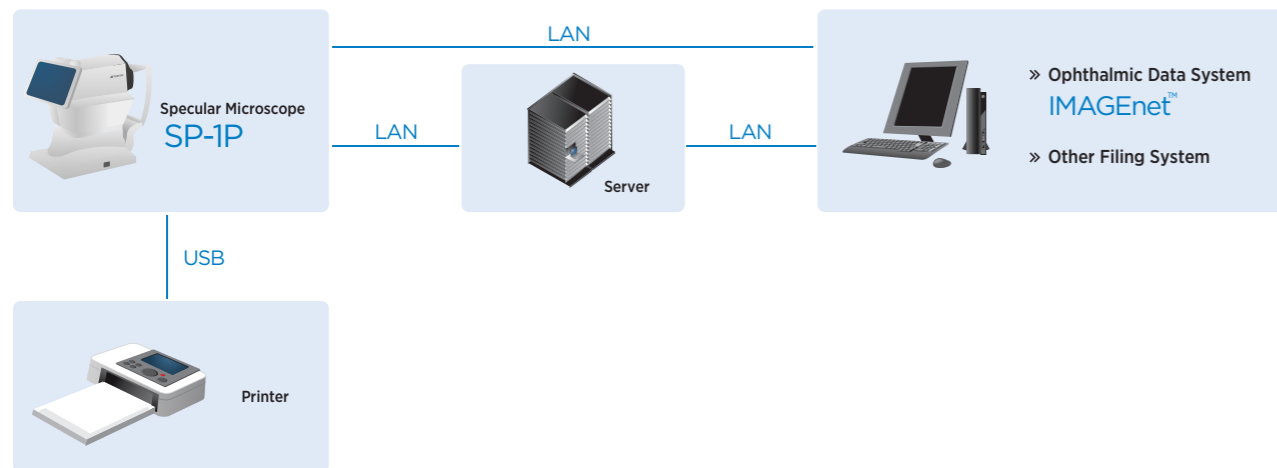 LAN
Specular Microscope
SP-1P
LAN
Server
LAN
» Ophthalmic Data System
IMAGEnet™
» Other Filing System
USB
Printer